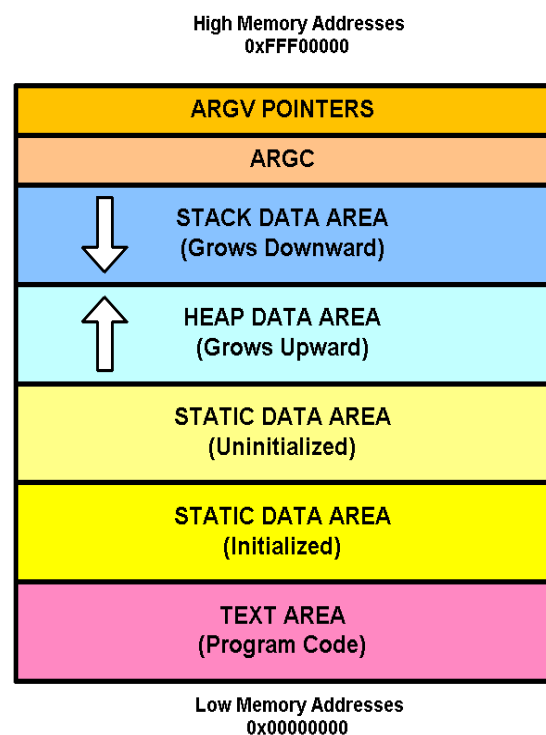 High Memory Addresses
0xFFF00000
ARGV POINTERS
ARGC
STACK DATA AREA
(Grows Downward)
HEAP DATA AREA
(Grows Upward)
STATIC DATA AREA
(Uninitialized)
STATIC DATA AREA
(Initialized)
TEXT AREA
(Program Code)
Low Memory Addresses
0x00000000